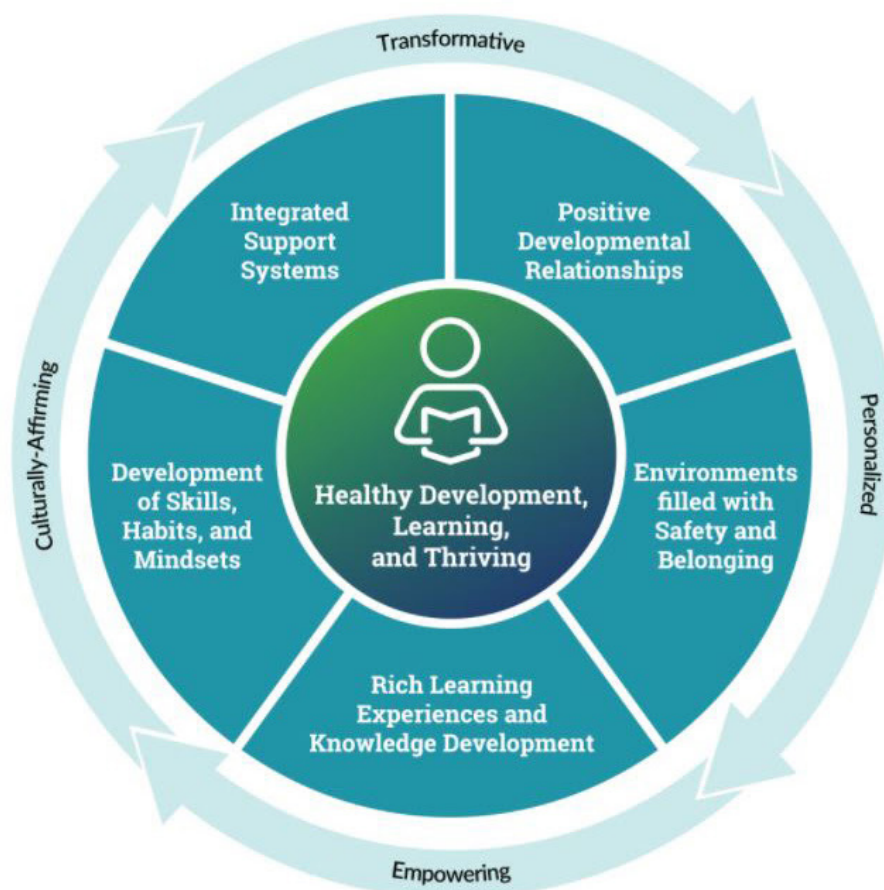 Transformative
Integrated
Support
Systems
Positive
Developmental
Relationships
Culturally-Affirming
Personalized
Healthy Development,
Learning,
and Thriving
Development
of Skills,
Habits, and
Mindsets
Environments
filled with
Safety and
Belonging
Rich Learning
Experiences and
Knowledge Development
Empowering